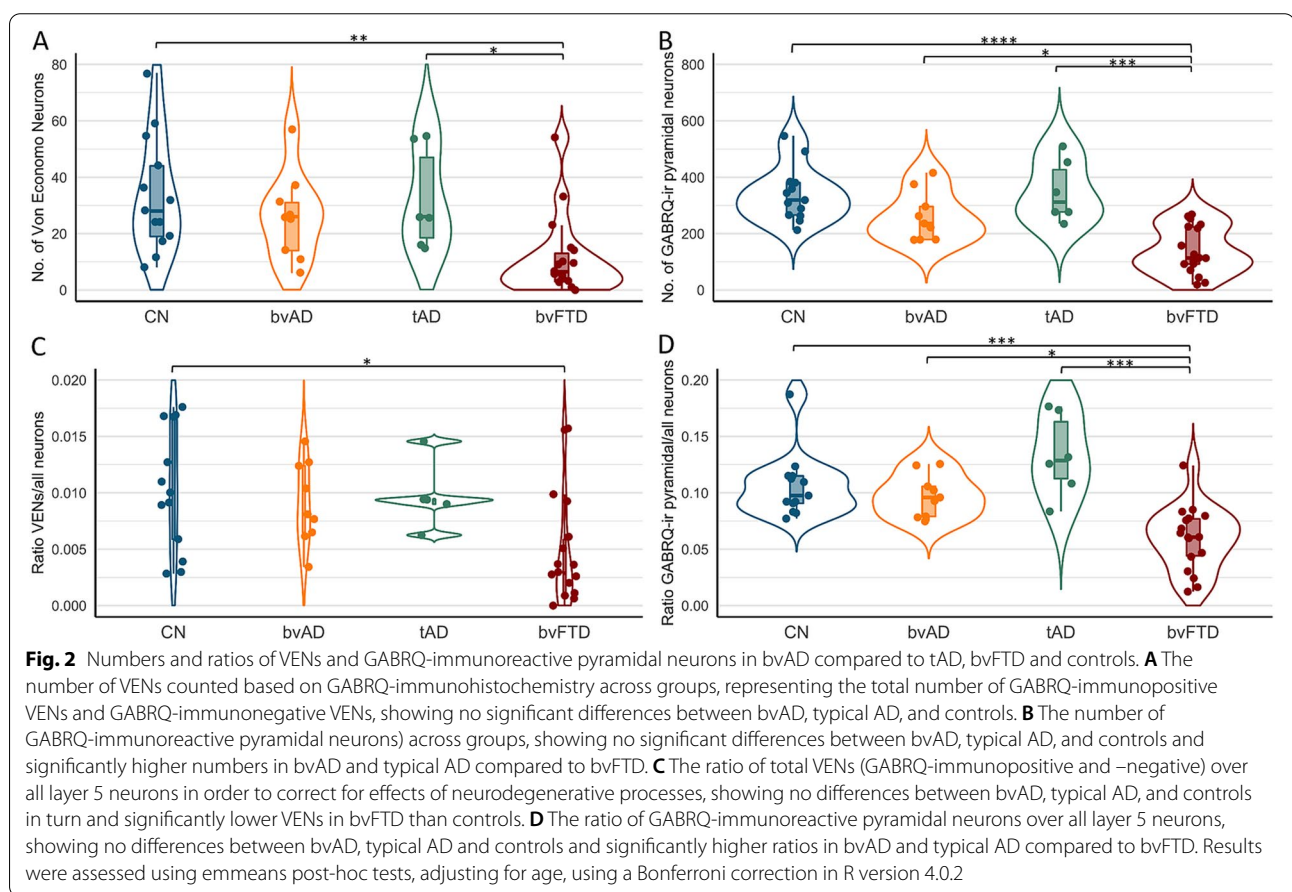 A
**
*
No. of Von Economo Neurons
80
60
40
20
0
CN bvAD tAD bvFTD
B
****
*
***
No. of GABRQ-ir pyramidal neurons
800
600
400
200
0
CN bvAD tAD bvFTD
C
*
Ratio VENs/all neurons
0.020
0.015
0.010
0.005
0.000
CN bvAD tAD bvFTD
D
***
*
***
Ratio GABRQ-ir pyramidal/all neurons
0.20
0.15
0.10
0.05
0.00
CN bvAD tAD bvFTD
Fig. 2 Numbers and ratios of VENs and GABRQ-immunoreactive pyramidal neurons in bvAD compared to tAD, bvFTD and controls. A The
number of VENs counted based on GABRQ-immunohistochemistry across groups, representing the total number of GABRQ-immunopositive
VENs and GABRQ-immunonegative VENs, showing no significant differences between bvAD, typical AD, and controls. B The number of
GABRQ-immunoreactive pyramidal neurons) across groups, showing no significant differences between bvAD, typical AD, and controls and
significantly higher numbers in bvAD and typical AD compared to bvFTD. C The ratio of total VENs (GABRQ-immunopositive and –negative) over
all layer 5 neurons in order to correct for effects of neurodegenerative processes, showing no differences between bvAD, typical AD, and controls
in turn and significantly lower VENs in bvFTD than controls. D The ratio of GABRQ-immunoreactive pyramidal neurons over all layer 5 neurons,
showing no differences between bvAD, typical AD and controls and significantly higher ratios in bvAD and typical AD compared to bvFTD. Results
were assessed using emmeans post-hoc tests, adjusting for age, using a Bonferroni correction in R version 4.0.2